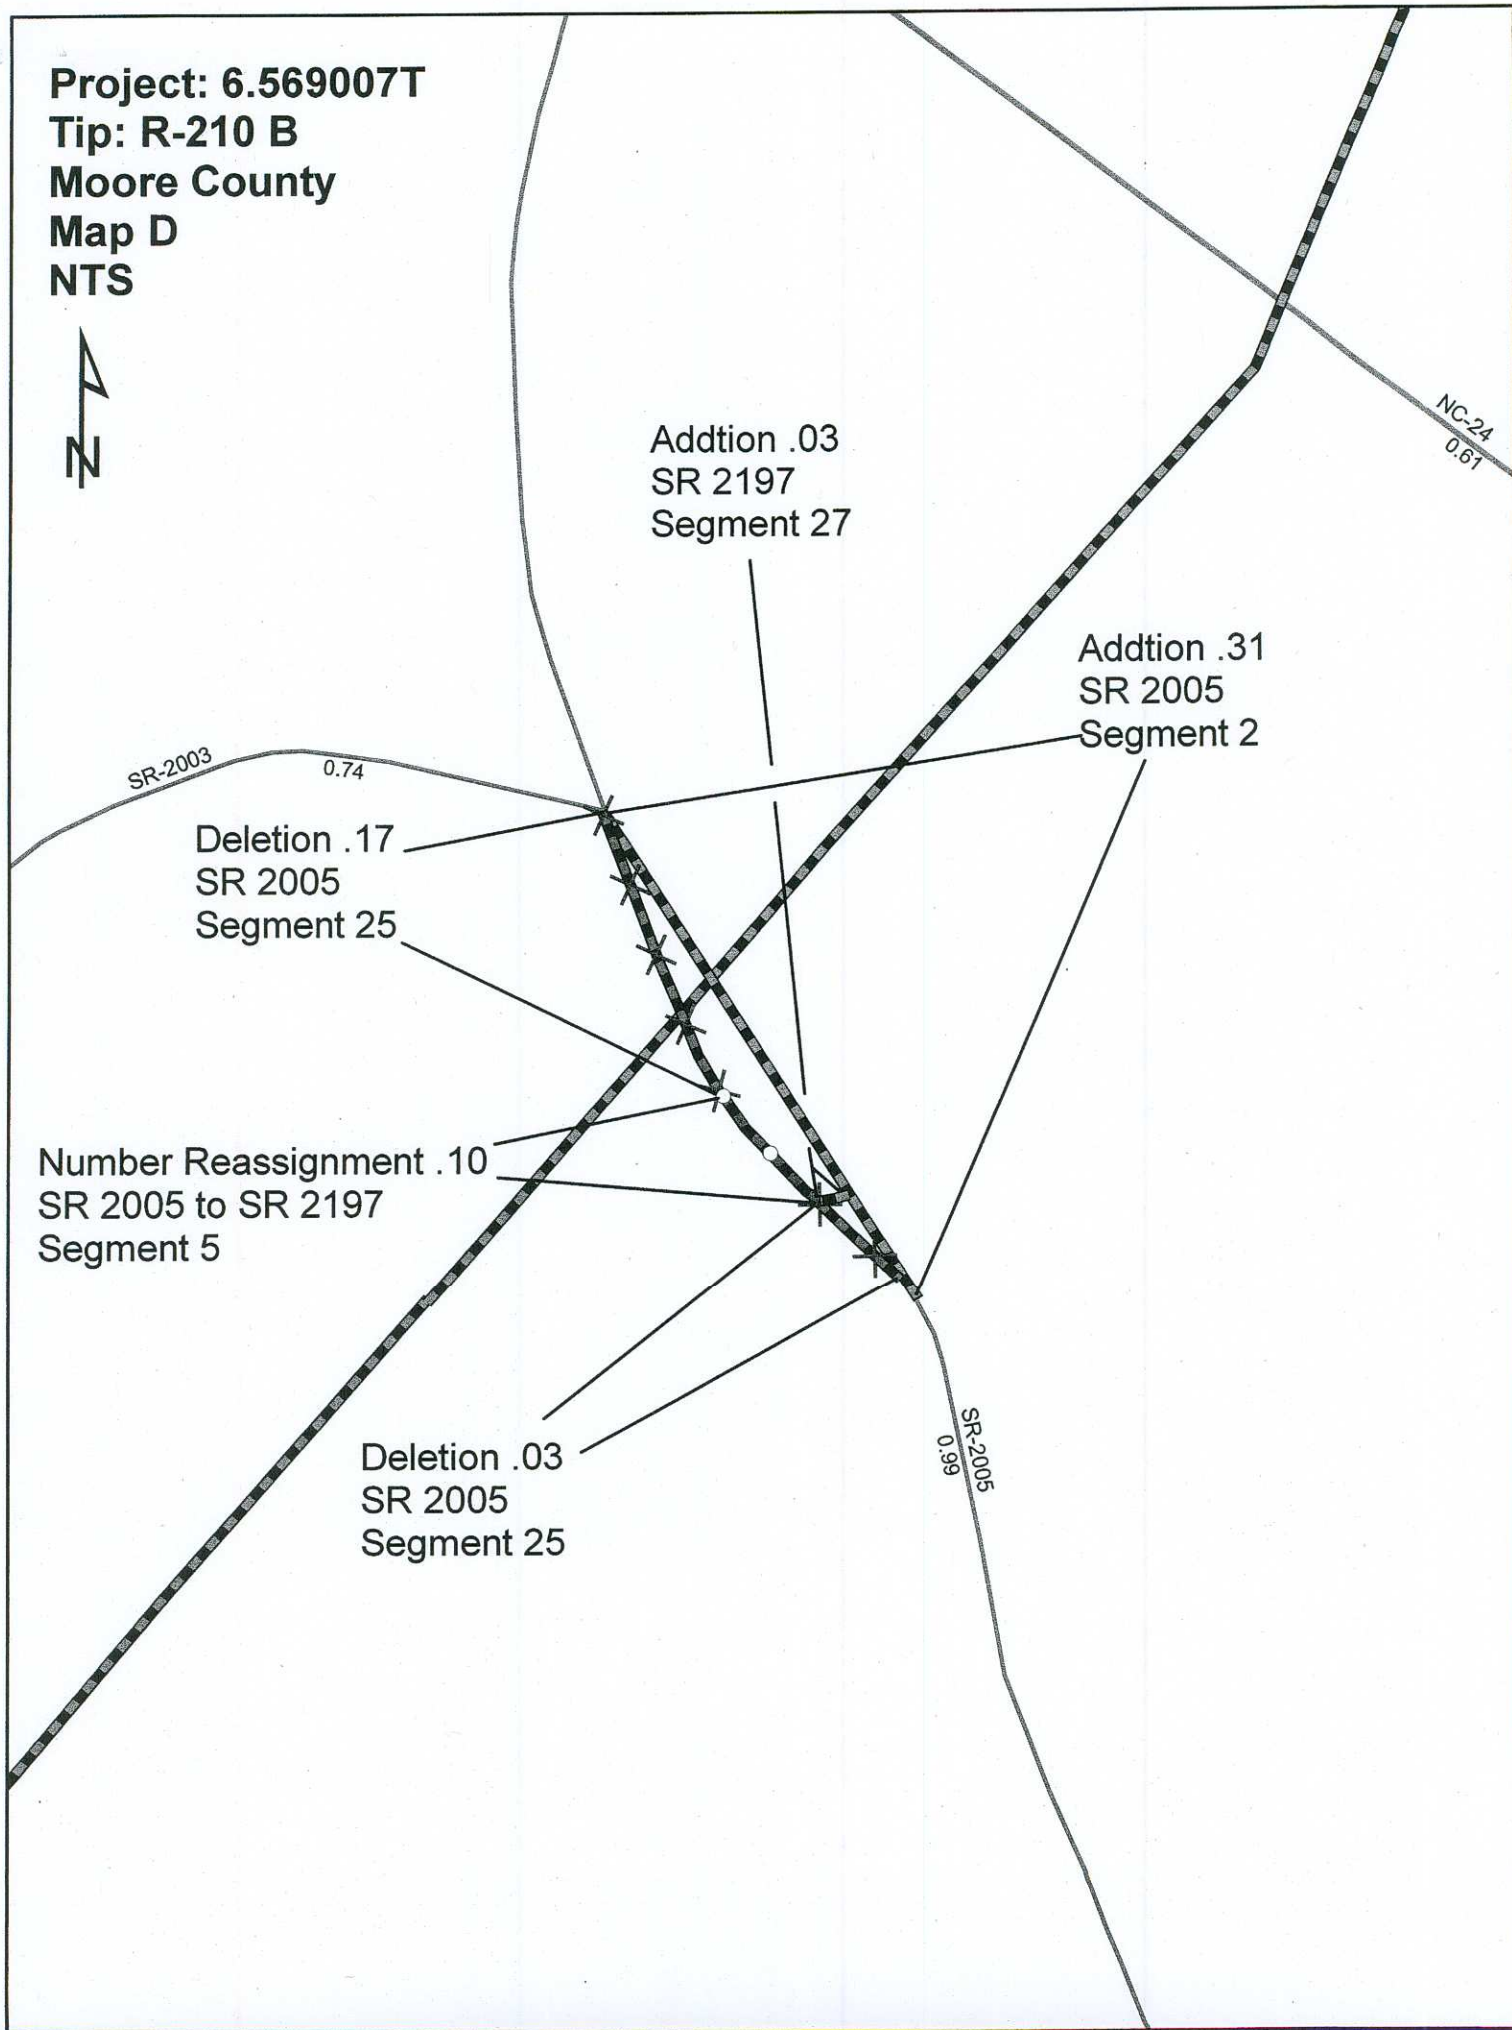 Project: 6.569007T
Tip: R-210 B
Moore County
Map D
NTS
N
NC-24
0.61
Addtion .03
SR 2197
Segment 27
Addtion .31
SR 2005
Segment 2
SR-2003
0.74
Deletion .17
SR 2005
Segment 25
Number Reassignment .10
SR 2005 to SR 2197
Segment 5
Deletion .03
SR 2005
Segment 25
SR-2005
0.99